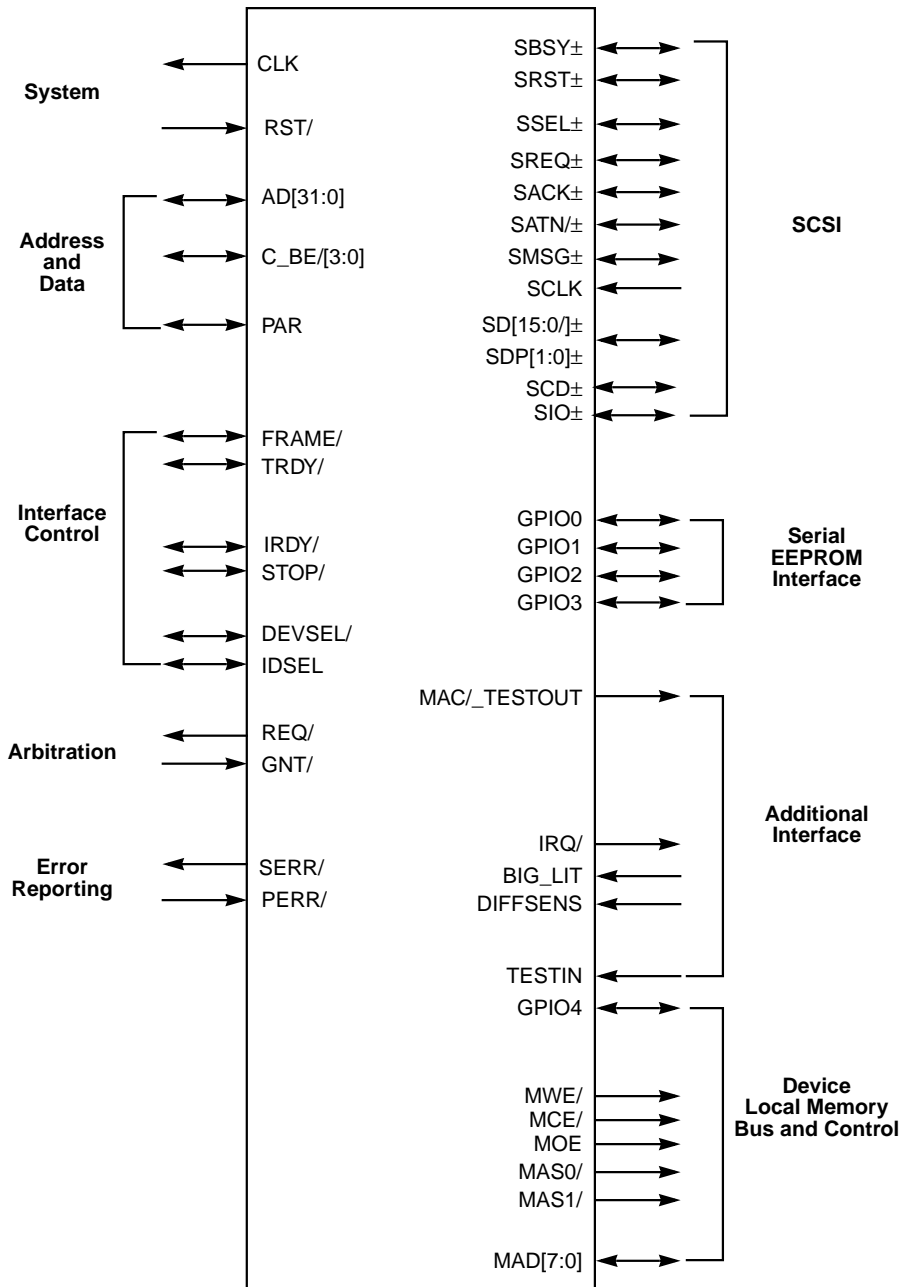 System
CLK
RST/
Address
and
Data
AD[31:0]
C_BE/[3:0]
PAR
Interface
Control
FRAME/
TRDY/
IRDY/
STOP/
DEVSEL/
IDSEL
Arbitration
REQ/
GNT/
Error
Reporting
SERR/
PERR/
SBSY±
SRST±
SSEL±
SREQ±
SACK±
SATN/±
SMSG±
SCLK
SD[15:0/]±
SDP[1:0]±
SCD±
SIO±
SCSI
GPIO0
GPIO1
GPIO2
GPIO3
Serial
EEPROM
Interface
MAC/_TESTOUT
IRQ/
BIG_LIT
DIFFSENS
TESTIN
Additional
Interface
GPIO4
MWE/
MCE/
MOE
MAS0/
MAS1/
MAD[7:0]
Device
Local Memory
Bus and Control